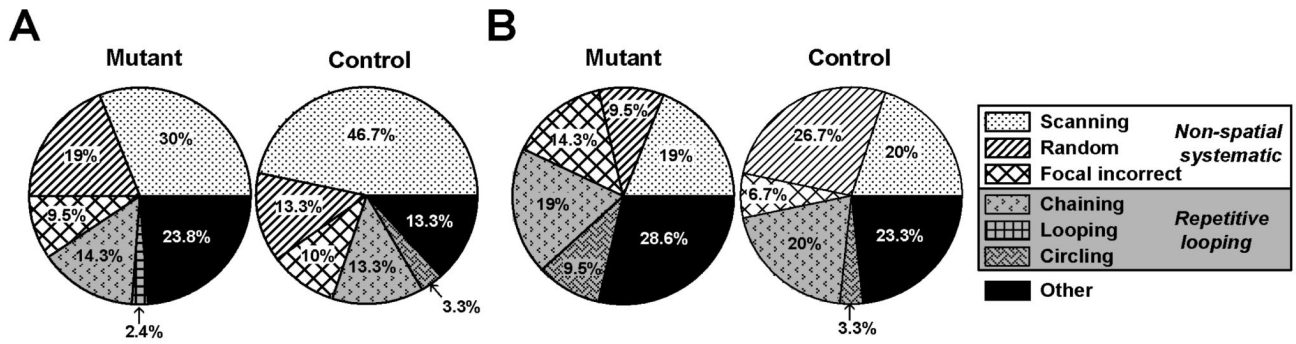 A
B
Mutant
Control
Mutant
Control
30%
19%
9.5%
14.3%
2.4%
23.8%
46.7%
13.3%
10%
13.3%
3.3%
13.3%
19%
9.5%
14.3%
19%
9.5%
28.6%
20%
26.7%
6.7%
20%
3.3%
23.3%
Scanning
Random
Focal incorrect
Non-spatial
systematic
Chaining
Looping
Circling
Repetitive
looping
Other